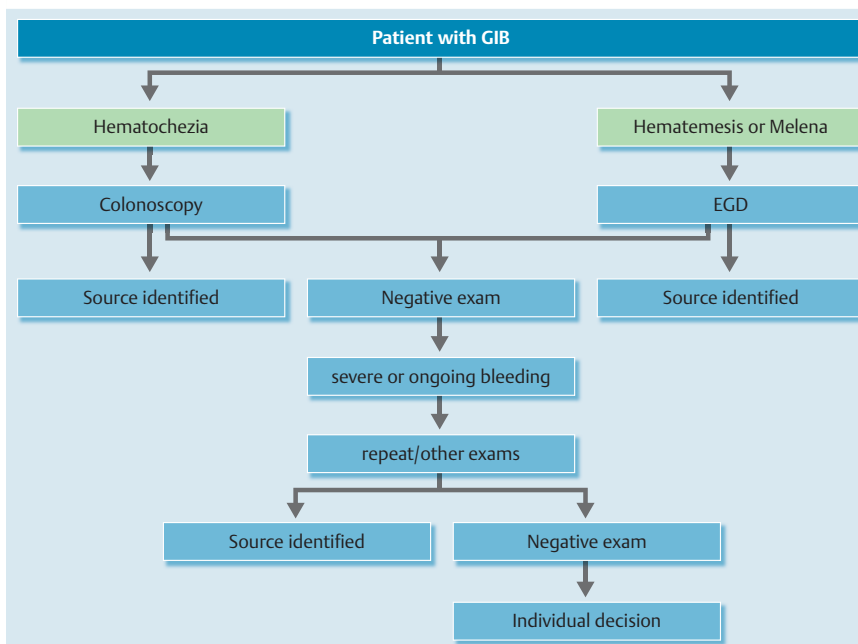 Patient with GIB
Hematochezia
Hematemesis or Melena
Colonoscopy
EGD
Source identified
Negative exam
Source identified
severe or ongoing bleeding
repeat/other exams
Source identified
Negative exam
Individual decision